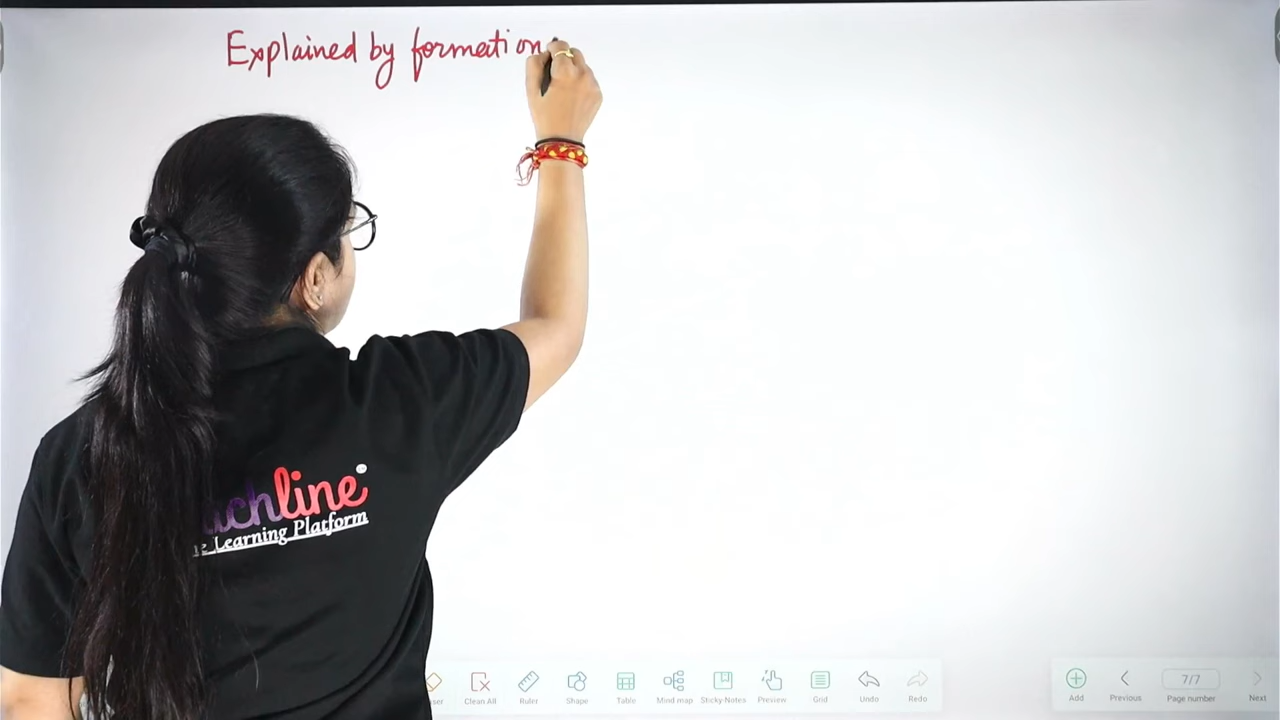 Explained by formation
line
Learning Platform
Clean All
Ruler
Shape
Table
Mind map
Sticky-Notes
Preview
Grid
Undo
Redo
Add
Previous
7/7
Page number
Next